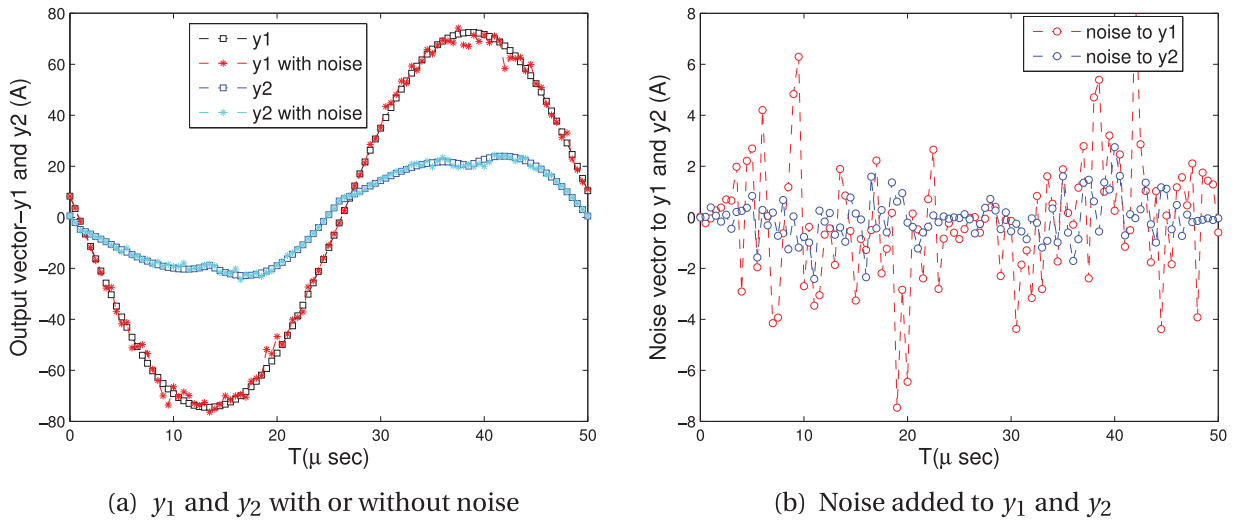 80
60
40
20
0
−20
−40
−60
−80
0
10
20
30
40
50
Output vector−y1 and y2 (A)
T(μ sec)
y1
y1 with noise
y2
y2 with noise
(a) y1 and y2 with or without noise
8
6
4
2
0
−2
−4
−6
−8
0
10
20
30
40
50
Noise vector to y1 and y2 (A)
T(μ sec)
noise to y1
noise to y2
(b) Noise added to y1 and y2